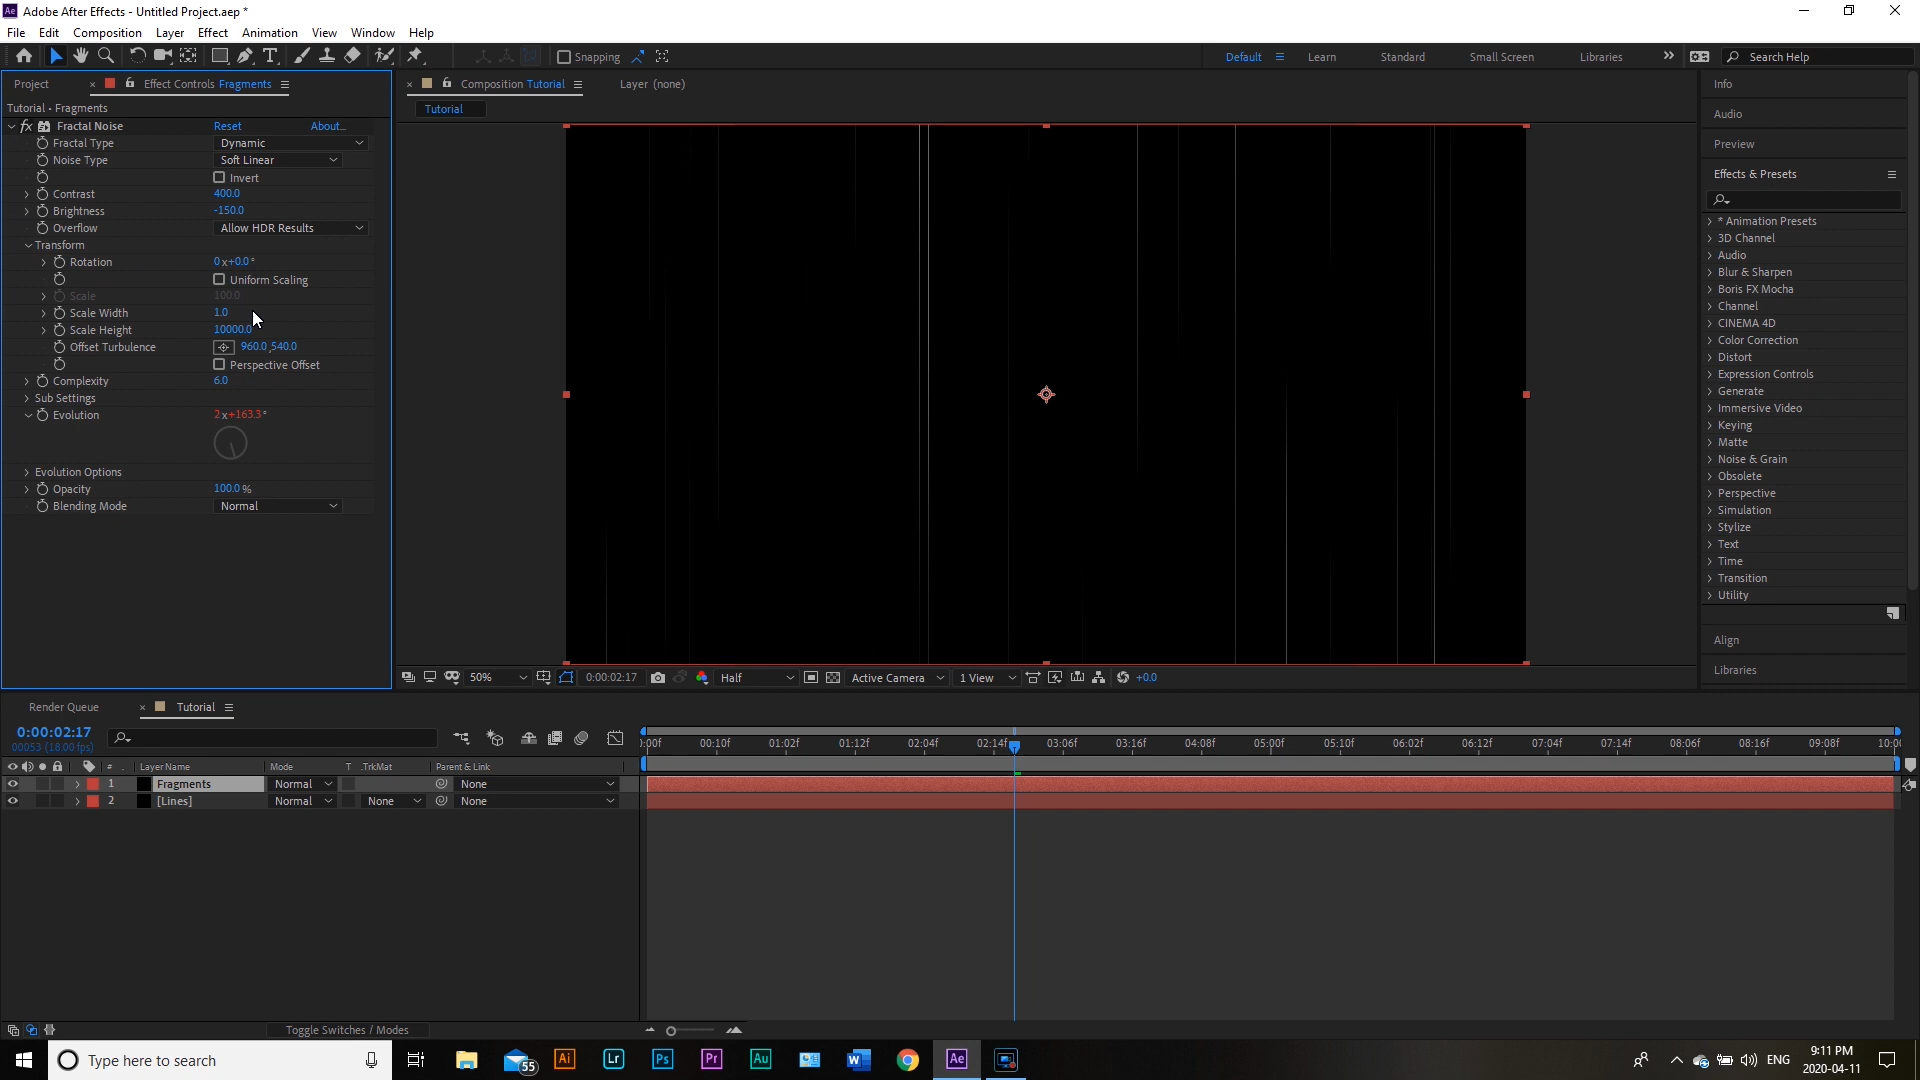 Adobe After Effects - Untitled Project.aep *
File Edit Composition Layer Effect Animation View Window Help
Snapping
Default Learn Standard Small Screen Libraries
Search Help
Project
Effect Controls Fragments
Tutorial • Fragments
fx Fractal Noise Reset About...
Fractal Type Dynamic
Noise Type Soft Linear
Invert
Contrast 400.0
Brightness -150.0
Overflow Allow HDR Results
Transform
Rotation 0 x+0.0°
Uniform Scaling
Scale 100.0
Scale Width 1.0
Scale Height 10000.0
Offset Turbulence 960.0,540.0
Perspective Offset
Complexity 6.0
Sub Settings
Evolution 2 x+163.3°
Evolution Options
Opacity 100.0 %
Blending Mode Normal
Composition Tutorial
Layer (none)
Tutorial
50% 0:00:02:17 Half Active Camera 1 View +0.0
Info
Audio
Preview
Effects & Presets
* Animation Presets
3D Channel
Audio
Blur & Sharpen
Boris FX Mocha
Channel
CINEMA 4D
Color Correction
Distort
Expression Controls
Generate
Immersive Video
Keying
Matte
Noise & Grain
Obsolete
Perspective
Simulation
Stylize
Text
Time
Transition
Utility
Align
Libraries
Render Queue
Tutorial
0:00:02:17
00053 (18.00 fps)
):00f 00:10f 01:02f 01:12f 02:04f 02:14f 03:06f 03:16f 04:08f 05:00f 05:10f 06:02f 06:12f 07:04f 07:14f 08:06f 08:16f 09:08f 10:00
# Layer Name Mode T .TrkMat Parent & Link
1 Fragments Normal None
2 [Lines] Normal None None
Toggle Switches / Modes
Type here to search
55
Ai
Lr
Ps
Pr
Au
W
Ae
ENG
9:11 PM
2020-04-11